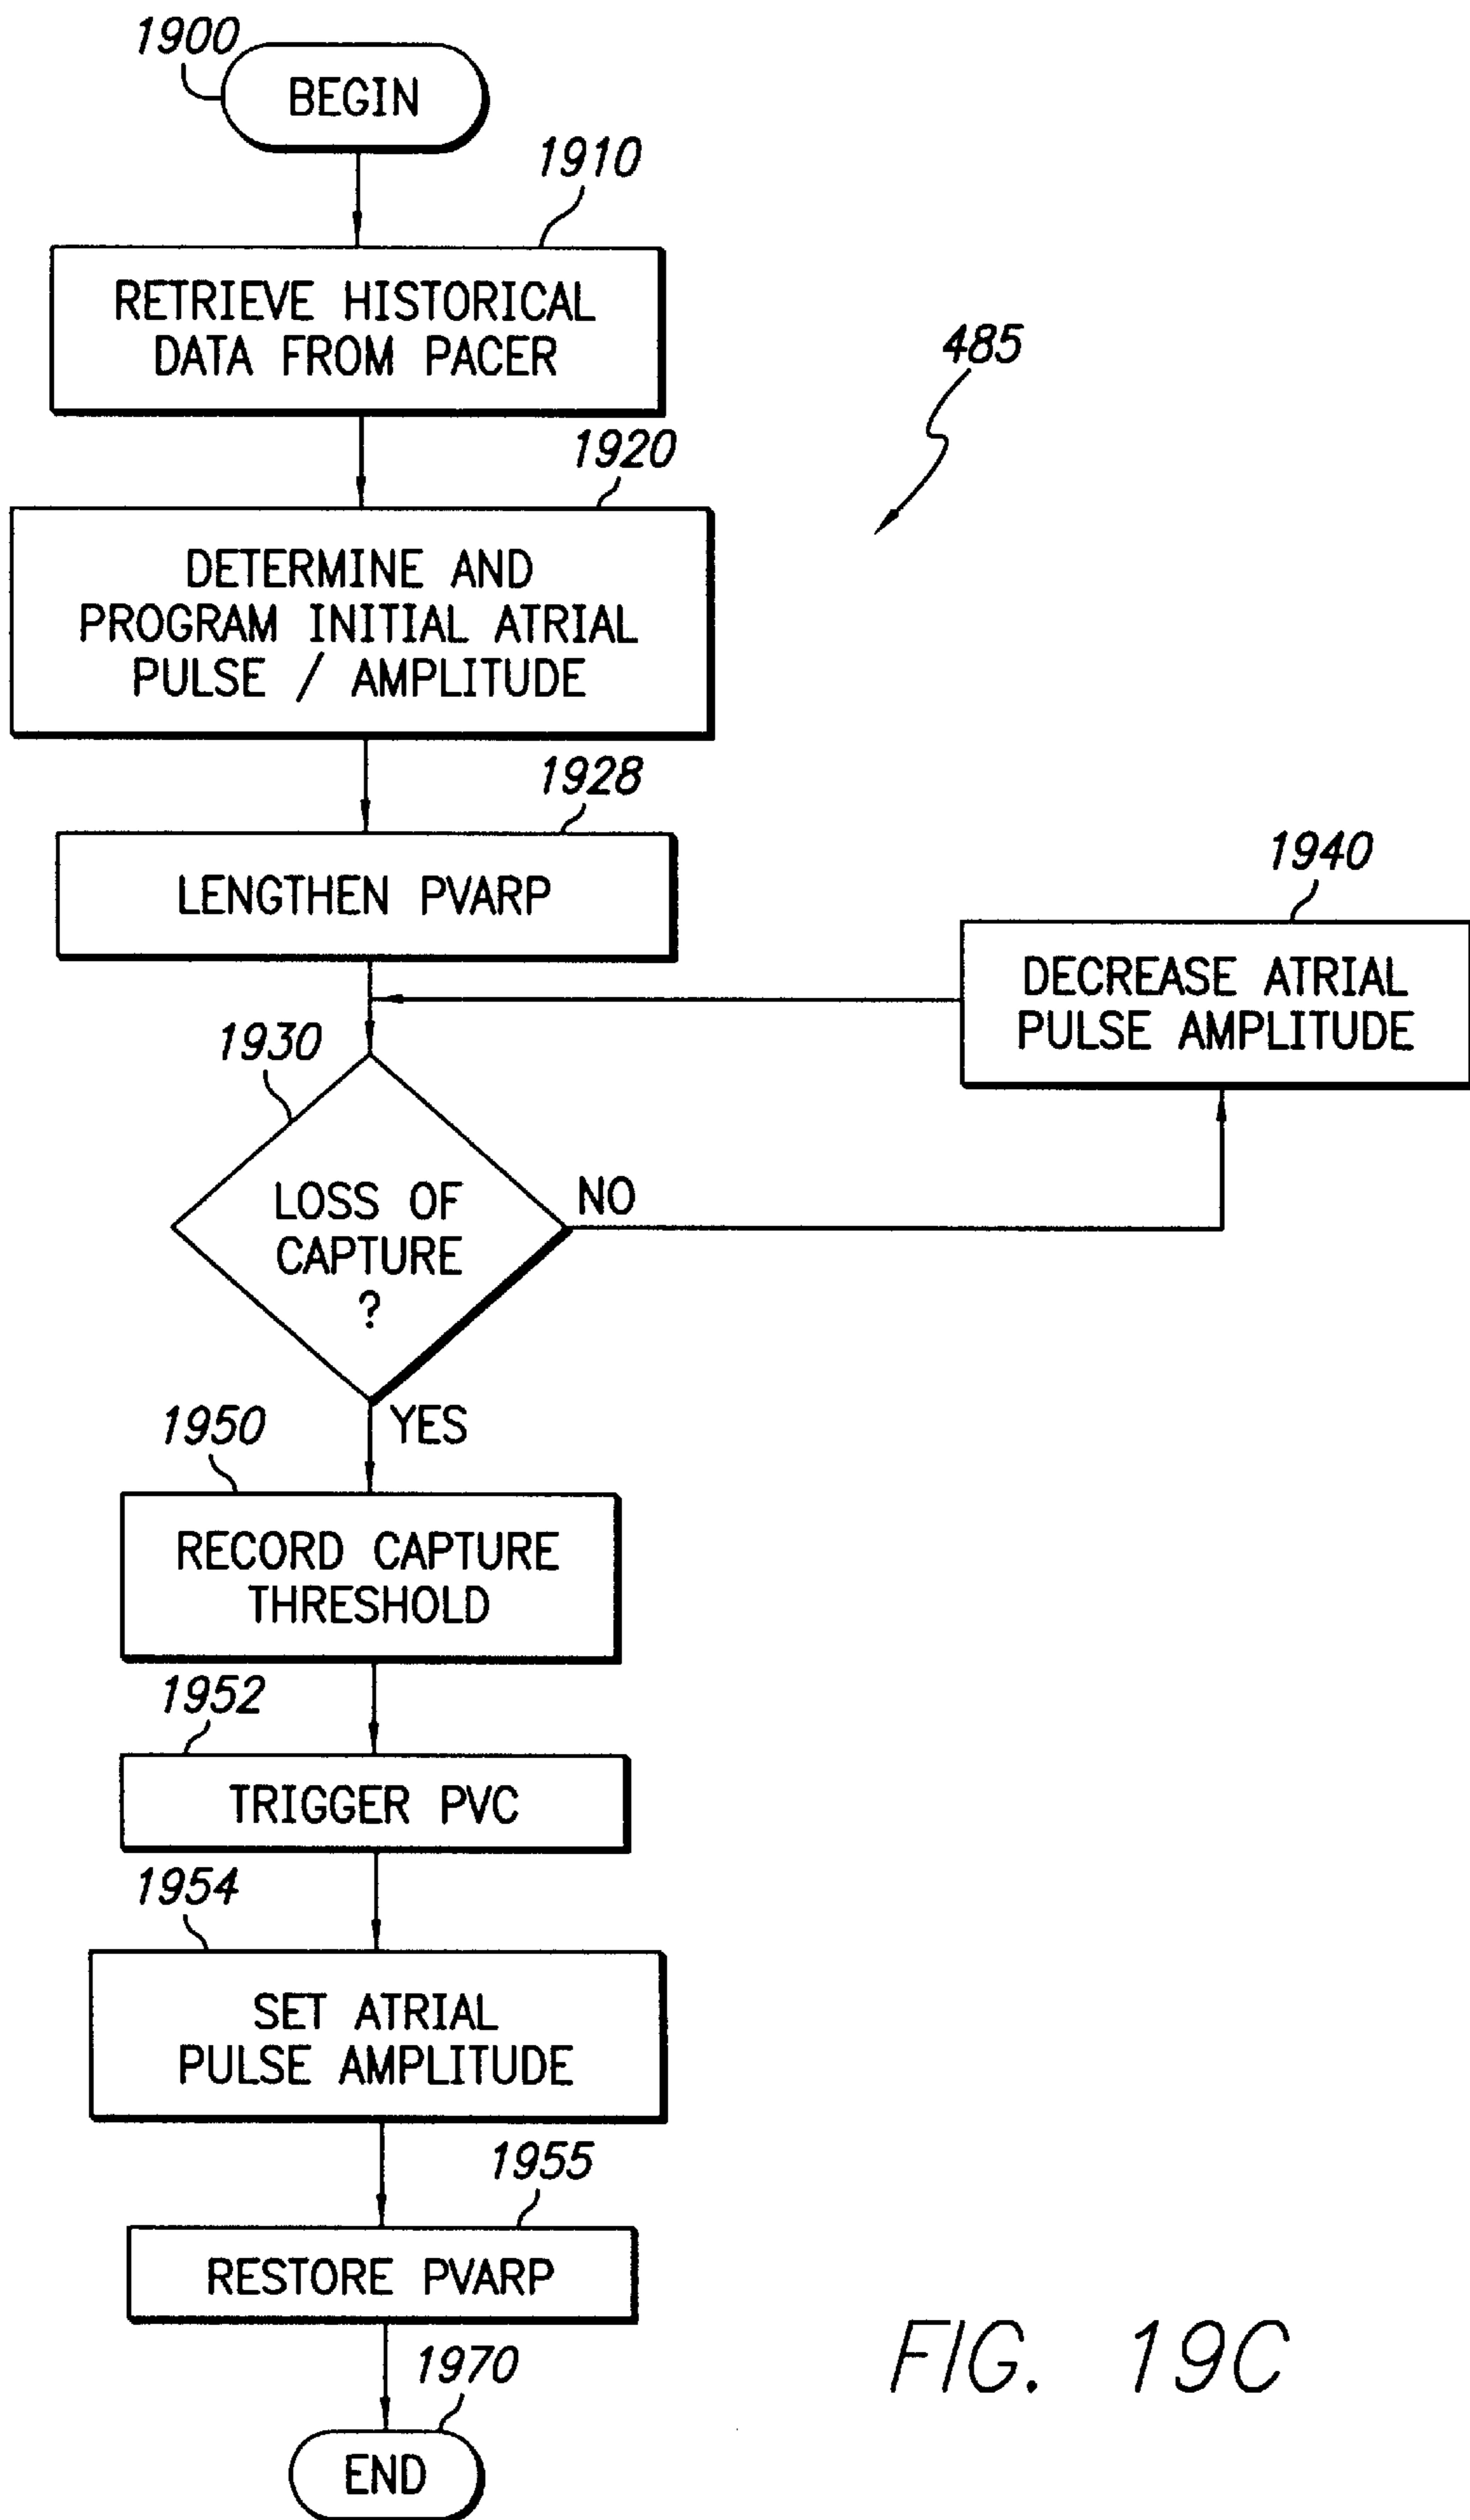 1900
BEGIN
1910
RETRIEVE HISTORICAL
DATA FROM PACER
485
1920
DETERMINE AND
PROGRAM INITIAL ATRIAL
PULSE / AMPLITUDE
1928
LENGTHEN PVARP
1940
DECREASE ATRIAL
PULSE AMPLITUDE
1930
LOSS OF
CAPTURE
?
NO
YES
1950
RECORD CAPTURE
THRESHOLD
1952
TRIGGER PVC
1954
SET ATRIAL
PULSE AMPLITUDE
1955
RESTORE PVARP
1970
END
FIG. 19C